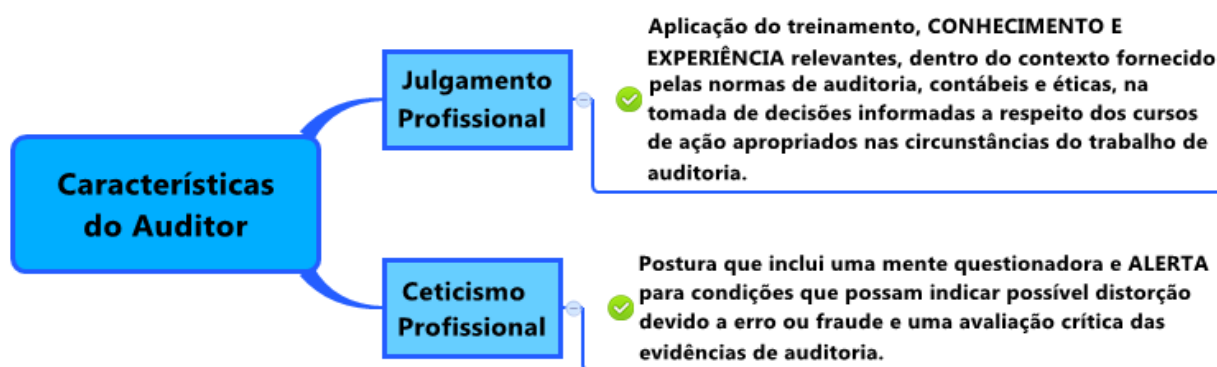 Características
do Auditor
Julgamento
Profissional
Aplicação do treinamento, CONHECIMENTO E
EXPERIÊNCIA relevantes, dentro do contexto fornecido
pelas normas de auditoria, contábeis e éticas, na
tomada de decisões informadas a respeito dos cursos
de ação apropriados nas circunstâncias do trabalho de
auditoria.
Ceticismo
Profissional
Postura que inclui uma mente questionadora e ALERTA
para condições que possam indicar possível distorção
devido a erro ou fraude e uma avaliação crítica das
evidências de auditoria.